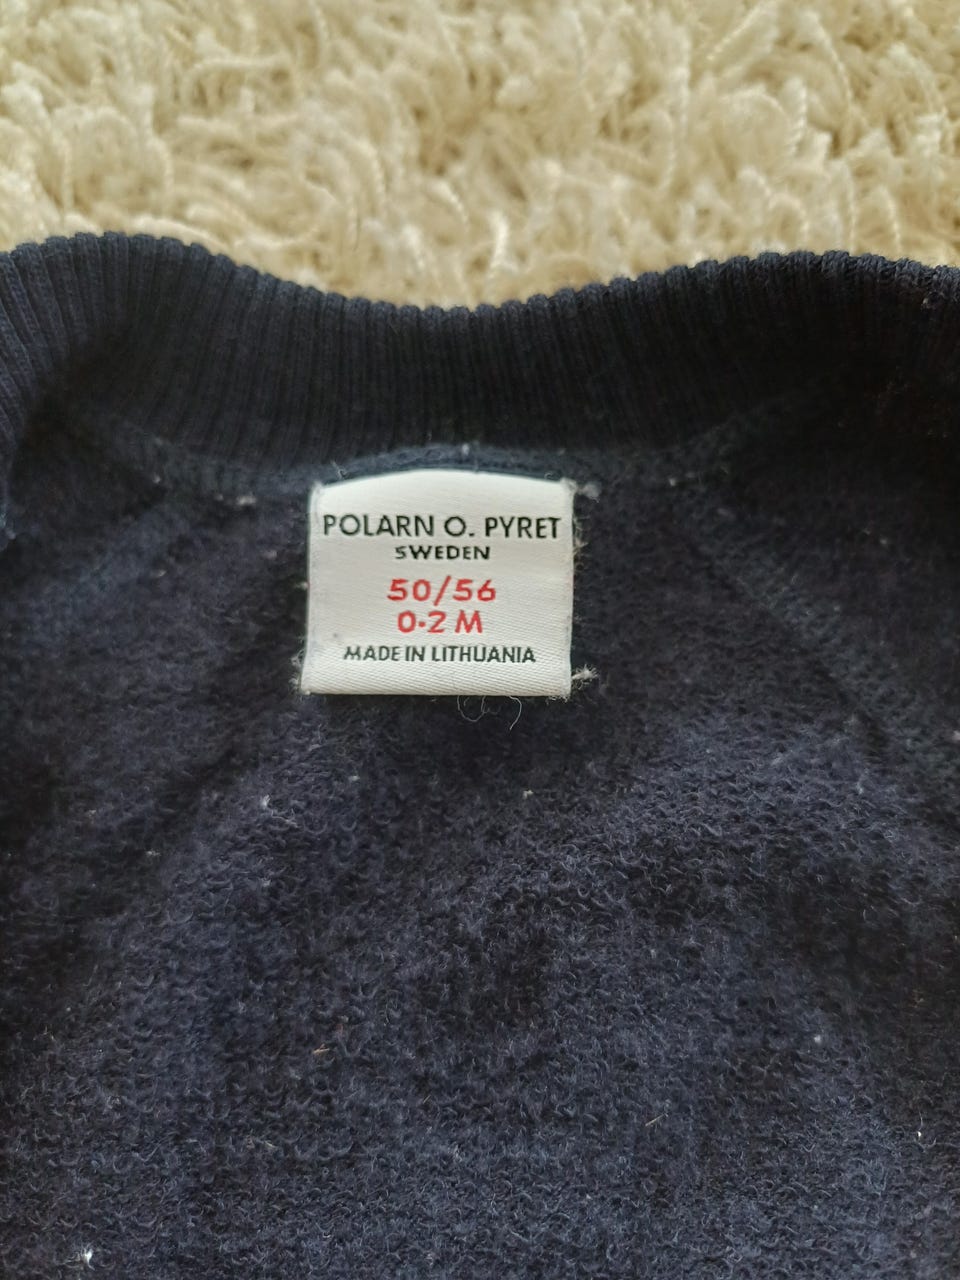 POLARN O. PYRET
SWEDEN
50/56
0-2 M
MADE IN LITHUANIA